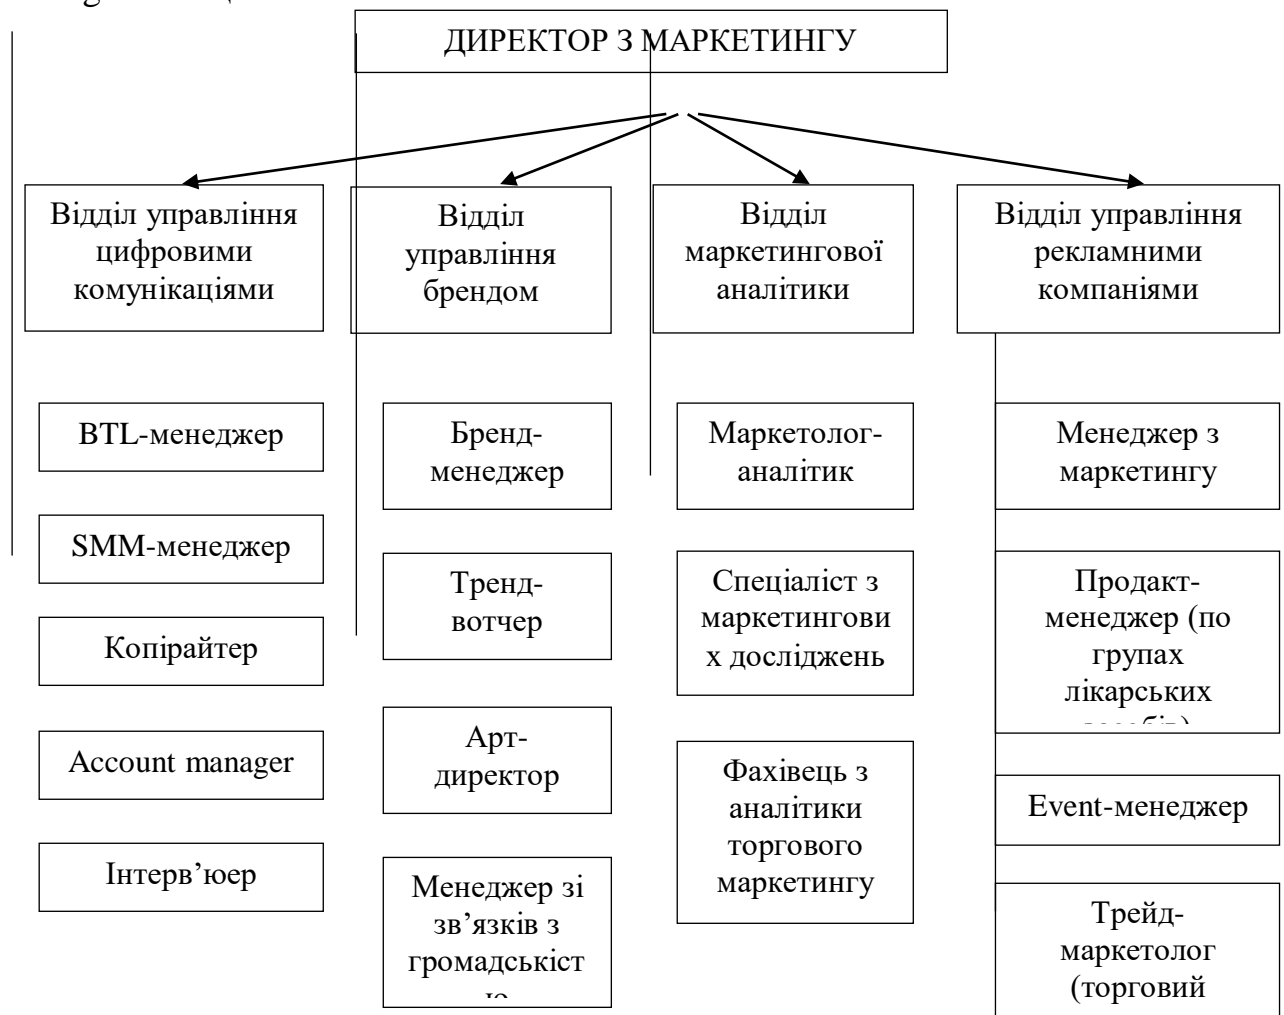 ДИРЕКТОР З МАРКЕТИНГУ
Відділ управління
цифровими
комунікаціями
Відділ
управління
брендом
Відділ
маркетингової
аналітики
Відділ управління
рекламними
компаніями
BTL-менеджер
SMM-менеджер
Копірайтер
Account manager
Інтерв’юер
Бренд-
менеджер
Тренд-
вотчер
Арт-
директор
Менеджер зі
зв’язків з
громадськіст
ю
Маркетолог-
аналітик
Спеціаліст з
маркетингови
х досліджень
Фахівець з
аналітики
торгового
маркетингу
Менеджер з
маркетингу
Продакт-
менеджер (по
групах
лікарських
Event-менеджер
Трейд-
маркетолог
(торговий